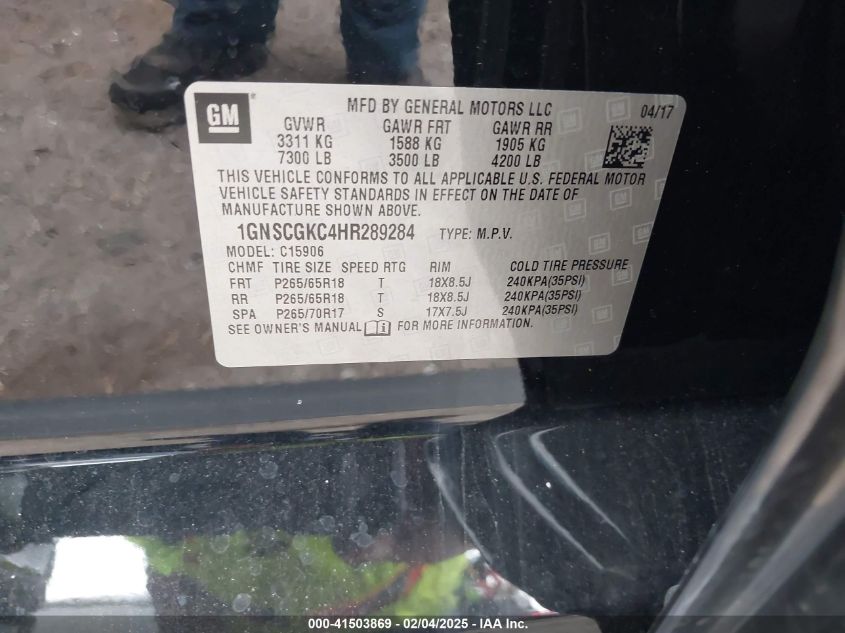 GM
MFD BY GENERAL MOTORS LLC 04/17
GVWR GAWR FRT GAWR RR
3311 KG 1588 KG 1905 KG
7300 LB 3500 LB 4200 LB
THIS VEHICLE CONFORMS TO ALL APPLICABLE U.S. FEDERAL MOTOR
VEHICLE SAFETY STANDARDS IN EFFECT ON THE DATE OF
MANUFACTURE SHOWN ABOVE.
1GNSCGKC4HR289284 TYPE: M.P.V.
MODEL: C15906
CHMF TIRE SIZE SPEED RTG RIM COLD TIRE PRESSURE
FRT P265/65R18 T 18X8.5J 240KPA(35PSI)
RR P265/65R18 T 18X8.5J 240KPA(35PSI)
SPA P265/70R17 S 17X7.5J 240KPA(35PSI)
SEE OWNER'S MANUAL FOR MORE INFORMATION.
000-41503869 - 02/04/2025 - IAA Inc.